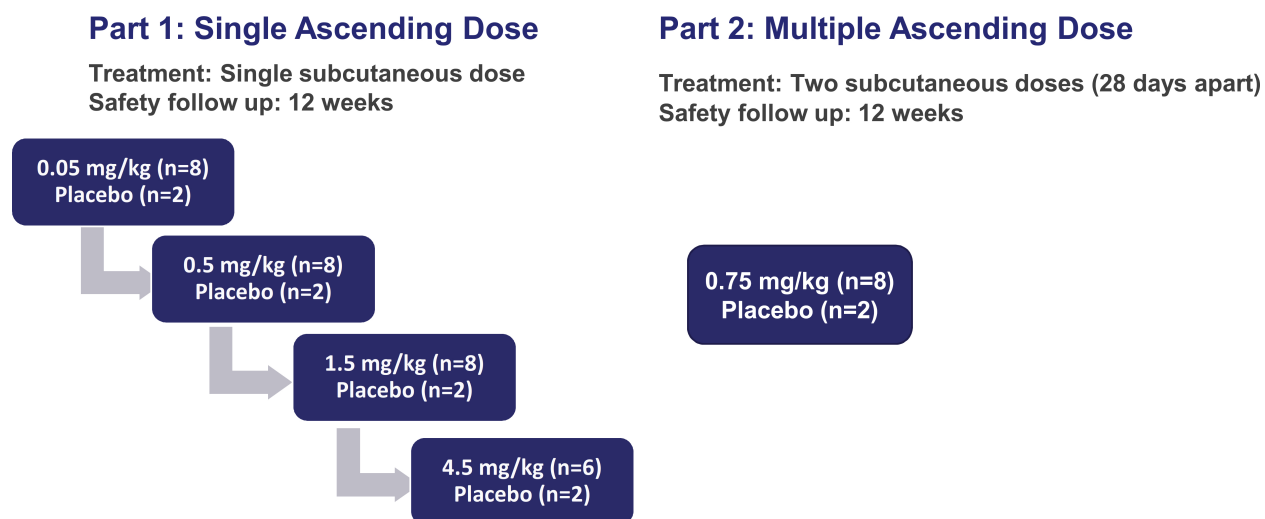 Part 1: Single Ascending Dose
Treatment: Single subcutaneous dose
Safety follow up: 12 weeks
0.05 mg/kg (n=8)
Placebo (n=2)
0.5 mg/kg (n=8)
Placebo (n=2)
1.5 mg/kg (n=8)
Placebo (n=2)
4.5 mg/kg (n=6)
Placebo (n=2)
Part 2: Multiple Ascending Dose
Treatment: Two subcutaneous doses (28 days apart)
Safety follow up: 12 weeks
0.75 mg/kg (n=8)
Placebo (n=2)